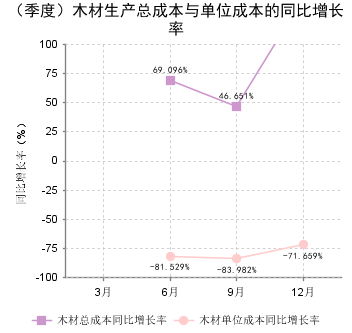 （季度）木材生产总成本与单位成本的同比增长
率
100
75
50
25
0
-25
-50
-75
-100
同比增长率（%）
69.096%
46.651%
-81.529%
-83.982%
-71.659%
3月
6月
9月
12月
木材总成本同比增长率
木材单位成本同比增长率